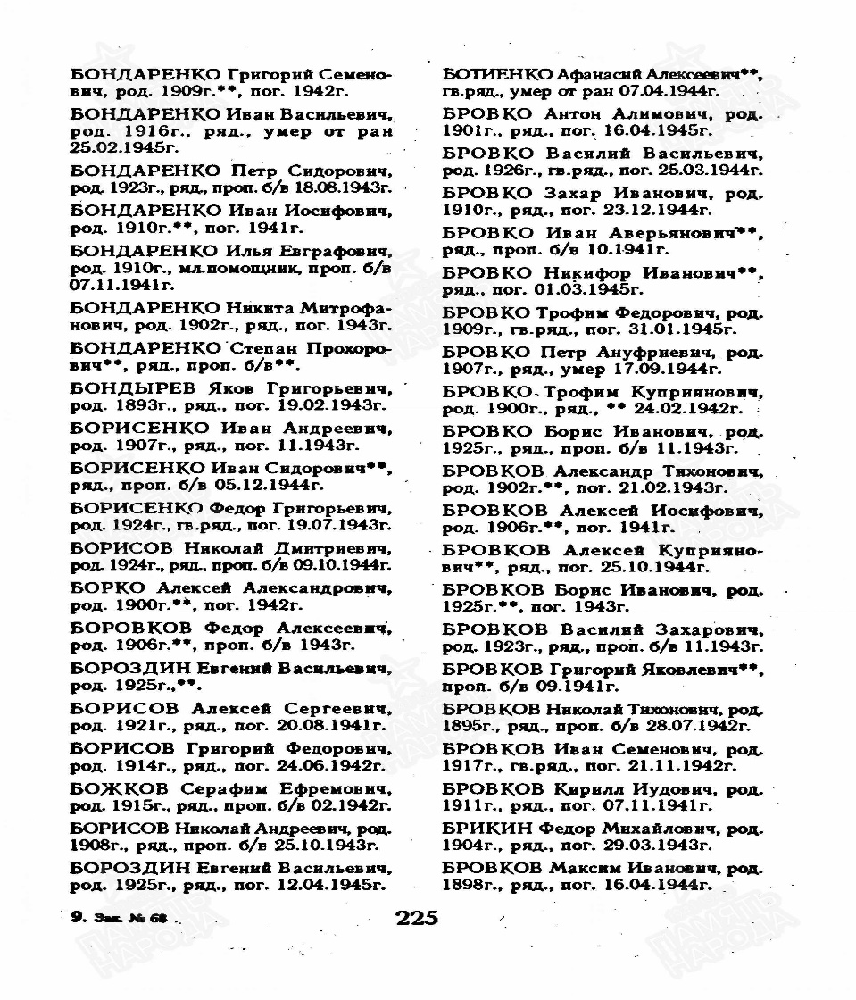 БОНДАРЕНКО Григорий Семено-
вич, род. 1909г.**, пог. 1942г.
БОНДАРЕНКО Иван Васильевич,
род. 1916г., ряд., умер от ран
25.02.1945г.
БОНДАРЕНКО Петр Сидорович,
род. 1923г., ряд., проп. б/в 18.08.1943г.
БОНДАРЕНКО Иван Иосифович,
род. 1910г.**, пог. 1941г.
БОНДАРЕНКО Илья Евграфович,
род. 1910г., мл.помощник, проп. б/в
07.11.1941г.
БОНДАРЕНКО Никита Митрофа-
нович, род. 1902г., ряд., пог. 1943г.
БОНДАРЕНКО Степан Прохоро-
вич**, ряд., проп. б/в**.
БОНДЫРЕВ Яков Григорьевич,
род. 1893г., ряд., пог. 19.02.1943г.
БОРИСЕНКО Иван Андреевич,
род. 1907г., ряд., пог. 11.1943г.
БОРИСЕНКО Иван Сидорович**,
ряд., проп. б/в 05.12.1944г.
БОРИСЕНКО Федор Григорьевич,
род. 1924г., гв.ряд., пог. 19.07.1943г.
БОРИСОВ Николай Дмитриевич,
род. 1924г., ряд., проп. б/в 09.10.1944г.
БОРКО Алексей Александрович,
род. 1900г.**, пог. 1942г.
БОРОВКОВ Федор Алексеевич,
род. 1906г.**, проп. б/в 1943г.
БОРОЗДИН Евгений Васильевич,
род. 1925г.,**.
БОРИСОВ Алексей Сергеевич,
род. 1921г., ряд., пог. 20.08.1941г.
БОРИСОВ Григорий Федорович,
род. 1914г., ряд., пог. 24.06.1942г.
БОЖКОВ Серафим Ефремович,
род. 1915г., ряд., проп. б/в 02.1942г.
БОРИСОВ Николай Андреевич, род.
1908г., ряд., проп. б/в 25.10.1943г.
БОРОЗДИН Евгений Васильевич,
род. 1925г., ряд., пог. 12.04.1945г.
БОТИЕНКО Афанасий Алексеевич**,
гв.ряд., умер от ран 07.04.1944г.
БРОВКО Антон Алимович, род.
1901г., ряд., пог. 16.04.1945г.
БРОВКО Василий Васильевич,
род. 1926г., гв.ряд., пог. 25.03.1944г.
БРОВКО Захар Иванович, род.
1910г., ряд., пог. 23.12.1944г.
БРОВКО Иван Аверьянович**,
ряд., проп. б/в 10.1941г.
БРОВКО Никифор Иванович**,
ряд., пог. 01.03.1945г.
БРОВКО Трофим Федорович, род.
1909г., гв.ряд., пог. 31.01.1945г.
БРОВКО Петр Ануфриевич, род.
1907г., ряд., умер 17.09.1944г.
БРОВКО Трофим Куприянович,
род. 1900г., ряд., ** 24.02.1942г.
БРОВКО Борис Иванович, род.
1925г., ряд., проп. б/в 11.1943г.
БРОВКОВ Александр Тихонович,
род. 1902г.**, пог. 21.02.1943г.
БРОВКОВ Алексей Иосифович,
род. 1906г.**, пог. 1941г.
БРОВКОВ Алексей Куприяно-
вич**, ряд., пог. 25.10.1944г.
БРОВКОВ Борис Иванович, род.
1925г.**, пог. 1943г.
БРОВКОВ Василий Захарович,
род. 1923г., ряд., проп. б/в 11.1943г.
БРОВКОВ Григорий Яковлевич**,
проп. б/в 09.1941г.
БРОВКОВ Николай Тихонович, род.
1895г., ряд., проп. б/в 28.07.1942г.
БРОВКОВ Иван Семенович, род.
1917г., гв.ряд., пог. 21.11.1942г.
БРОВКОВ Кирилл Иудович, род.
1911г., ряд., пог. 07.11.1941г.
БРИКИН Федор Михайлович, род.
1904г., ряд., пог. 29.03.1943г.
БРОВКОВ Максим Иванович, род.
1898г., ряд., пог. 16.04.1944г.
9. Зак. № 68
225
ПАМЯТЬ
НАРОДА